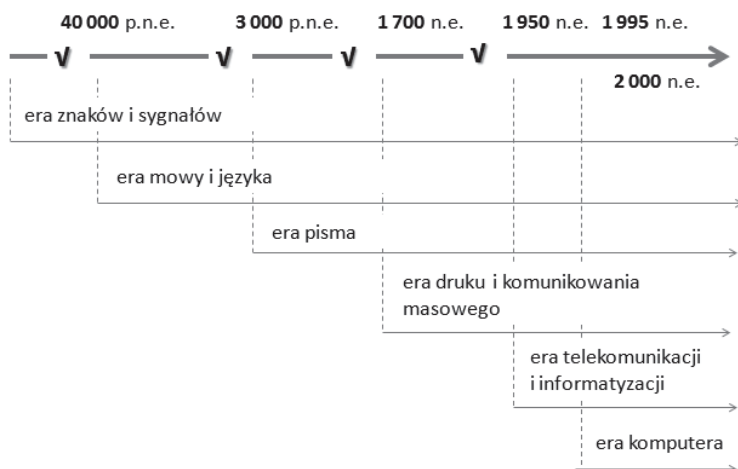 40 000 p.n.e. 3 000 p.n.e. 1 700 n.e. 1 950 n.e. 1 995 n.e.
√ √ √ √
2 000 n.e.
era znaków i sygnałów
era mowy i języka
era pisma
era druku i komunikowania
masowego
era telekomunikacji
i informatyzacji
era komputera